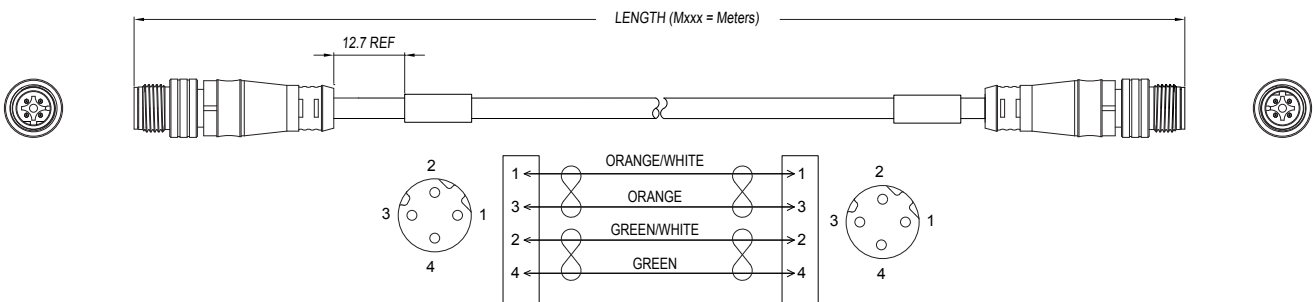 LENGTH (Mxxx = Meters)
12.7 REF
2
3
1
4
1
ORANGE/WHITE
1
3
ORANGE
3
2
GREEN/WHITE
2
4
GREEN
4
2
3
1
4